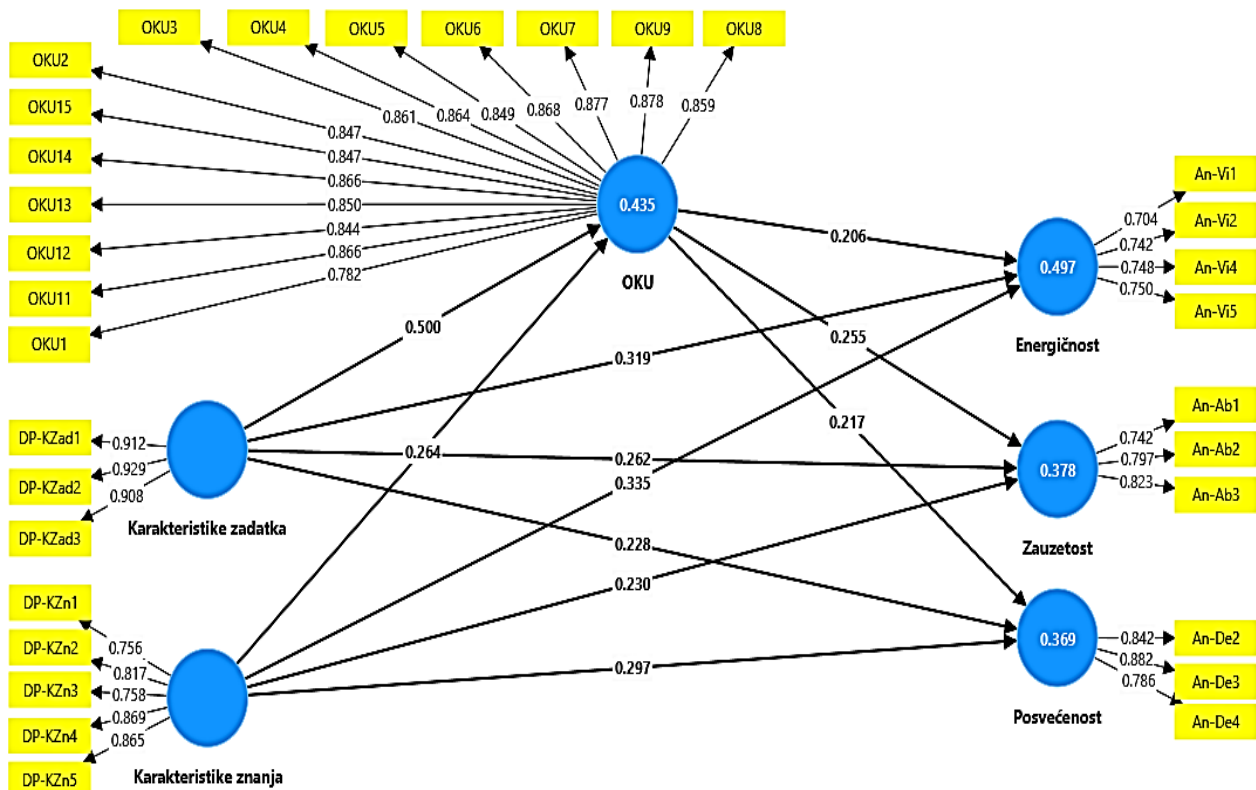 OKU3
OKU4
OKU5
OKU6
OKU7
OKU9
OKU8
OKU2
OKU15
OKU14
OKU13
OKU12
OKU11
OKU1
0.847
0.847
0.866
0.850
0.844
0.866
0.782
0.861
0.864
0.849
0.868
0.877
0.878
0.859
0.435
OKU
0.206
0.255
0.217
0.500
0.264
0.319
0.262
0.228
0.335
0.230
0.297
DP-KZad1
DP-KZad2
DP-KZad3
0.912
0.929
0.908
Karakteristike zadatka
DP-KZn1
DP-KZn2
DP-KZn3
DP-KZn4
DP-KZn5
0.756
0.817
0.758
0.869
0.865
Karakteristike znanja
0.497
Energičnost
0.704
0.742
0.748
0.750
An-Vi1
An-Vi2
An-Vi4
An-Vi5
0.378
Zauzetost
0.742
0.797
0.823
An-Ab1
An-Ab2
An-Ab3
0.369
Posvećenost
0.842
0.882
0.786
An-De2
An-De3
An-De4